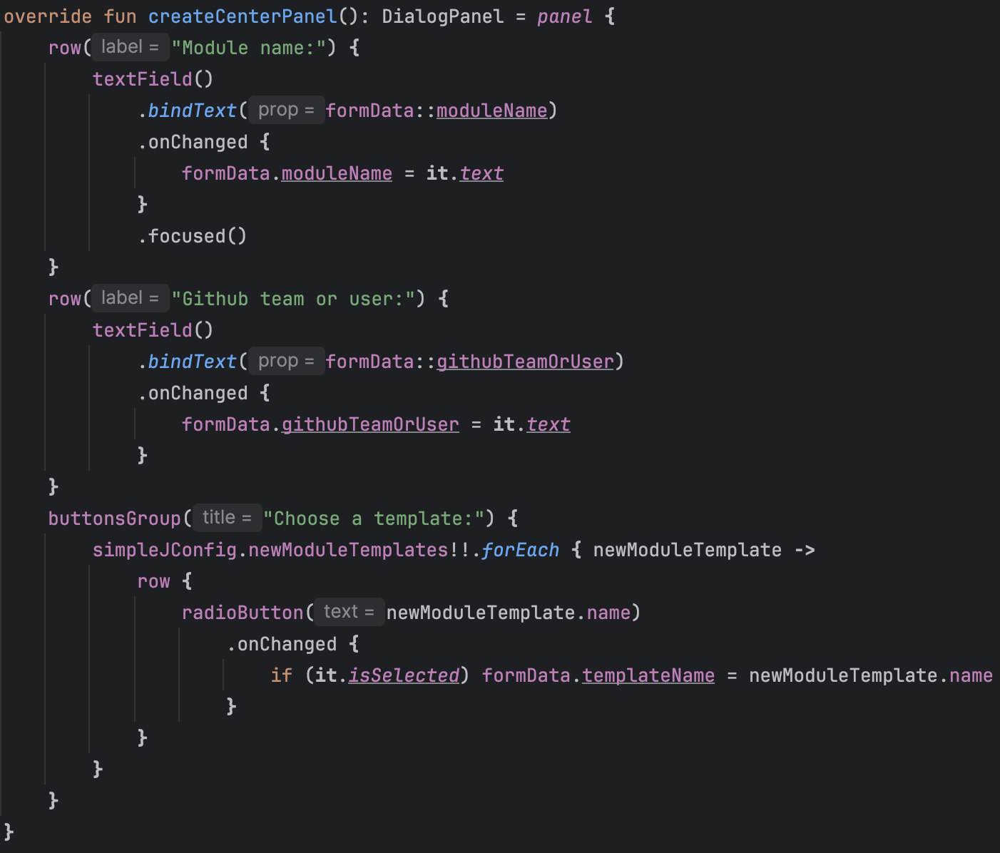 override fun createCenterPanel(): DialogPanel = panel {
    row( label = "Module name:") {
        textField()
            .bindText( prop = formData::moduleName)
            .onChanged {
                formData.moduleName = it.text
            }
            .focused()
    }
    row( label = "Github team or user:") {
        textField()
            .bindText( prop = formData::githubTeamOrUser)
            .onChanged {
                formData.githubTeamOrUser = it.text
            }
    }
    buttonsGroup( title = "Choose a template:") {
        simpleJConfig.newModuleTemplates!!.forEach { newModuleTemplate ->
            row {
                radioButton( text = newModuleTemplate.name)
                    .onChanged {
                        if (it.isSelected) formData.templateName = newModuleTemplate.name
                    }
            }
        }
    }
}